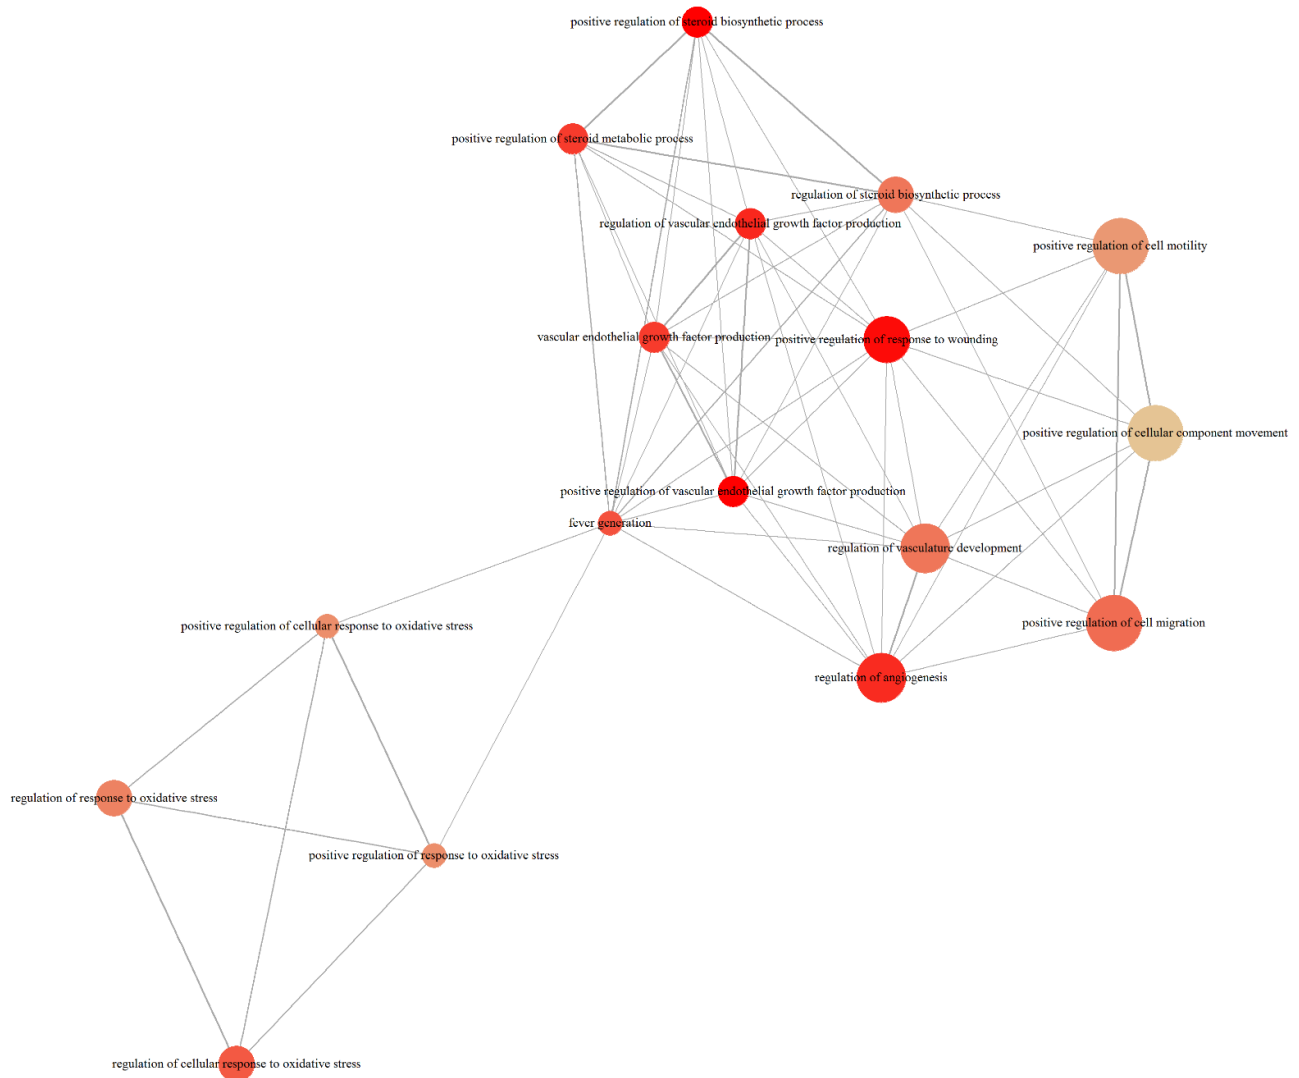 positive regulation of steroid biosynthetic process
positive regulation of steroid metabolic process
regulation of steroid biosynthetic process
regulation of vascular endothelial growth factor production
positive regulation of cell motility
vascular endothelial growth factor production
positive regulation of response to wounding
positive regulation of cellular component movement
positive regulation of vascular endothelial growth factor production
fever generation
regulation of vasculature development
positive regulation of cellular response to oxidative stress
positive regulation of cell migration
regulation of angiogenesis
regulation of response to oxidative stress
positive regulation of response to oxidative stress
regulation of cellular response to oxidative stress